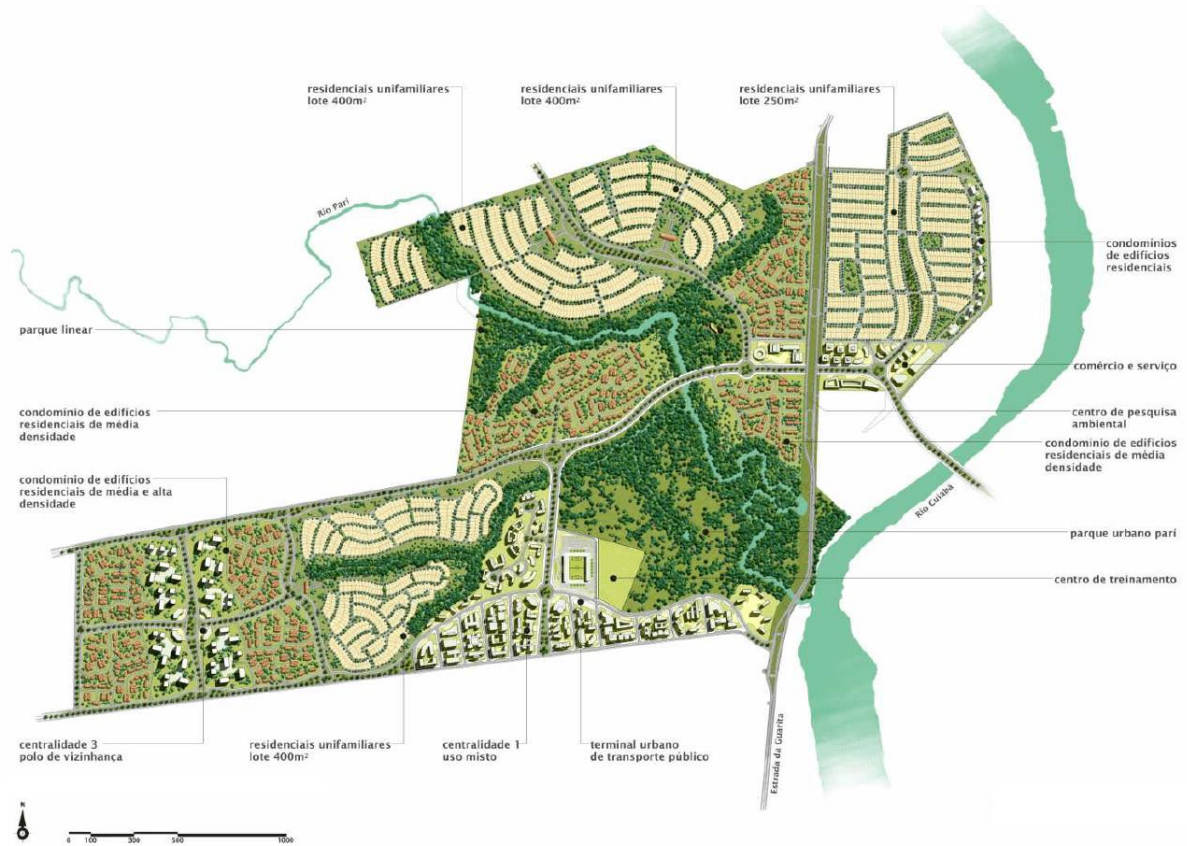 residenciais unifamiliares
lote 400m²
residenciais unifamiliares
lote 400m²
residenciais unifamiliares
lote 250m²
Rio Pari
condomínios
de edifícios
residenciais
parque linear
comércio e serviço
condomínio de edifícios
residenciais de média
densidade
centro de pesquisa
ambiental
condomínio de edifícios
residenciais de média
densidade
condomínio de edifícios
residenciais de média e alta
densidade
Rio Cuiabá
parque urbano parí
centro de treinamento
centralidade 3
polo de vizinhança
residenciais unifamiliares
lote 400m²
centralidade 1
uso misto
terminal urbano
de transporte público
Estrada da Guarita
N
0 100 300 500 1000